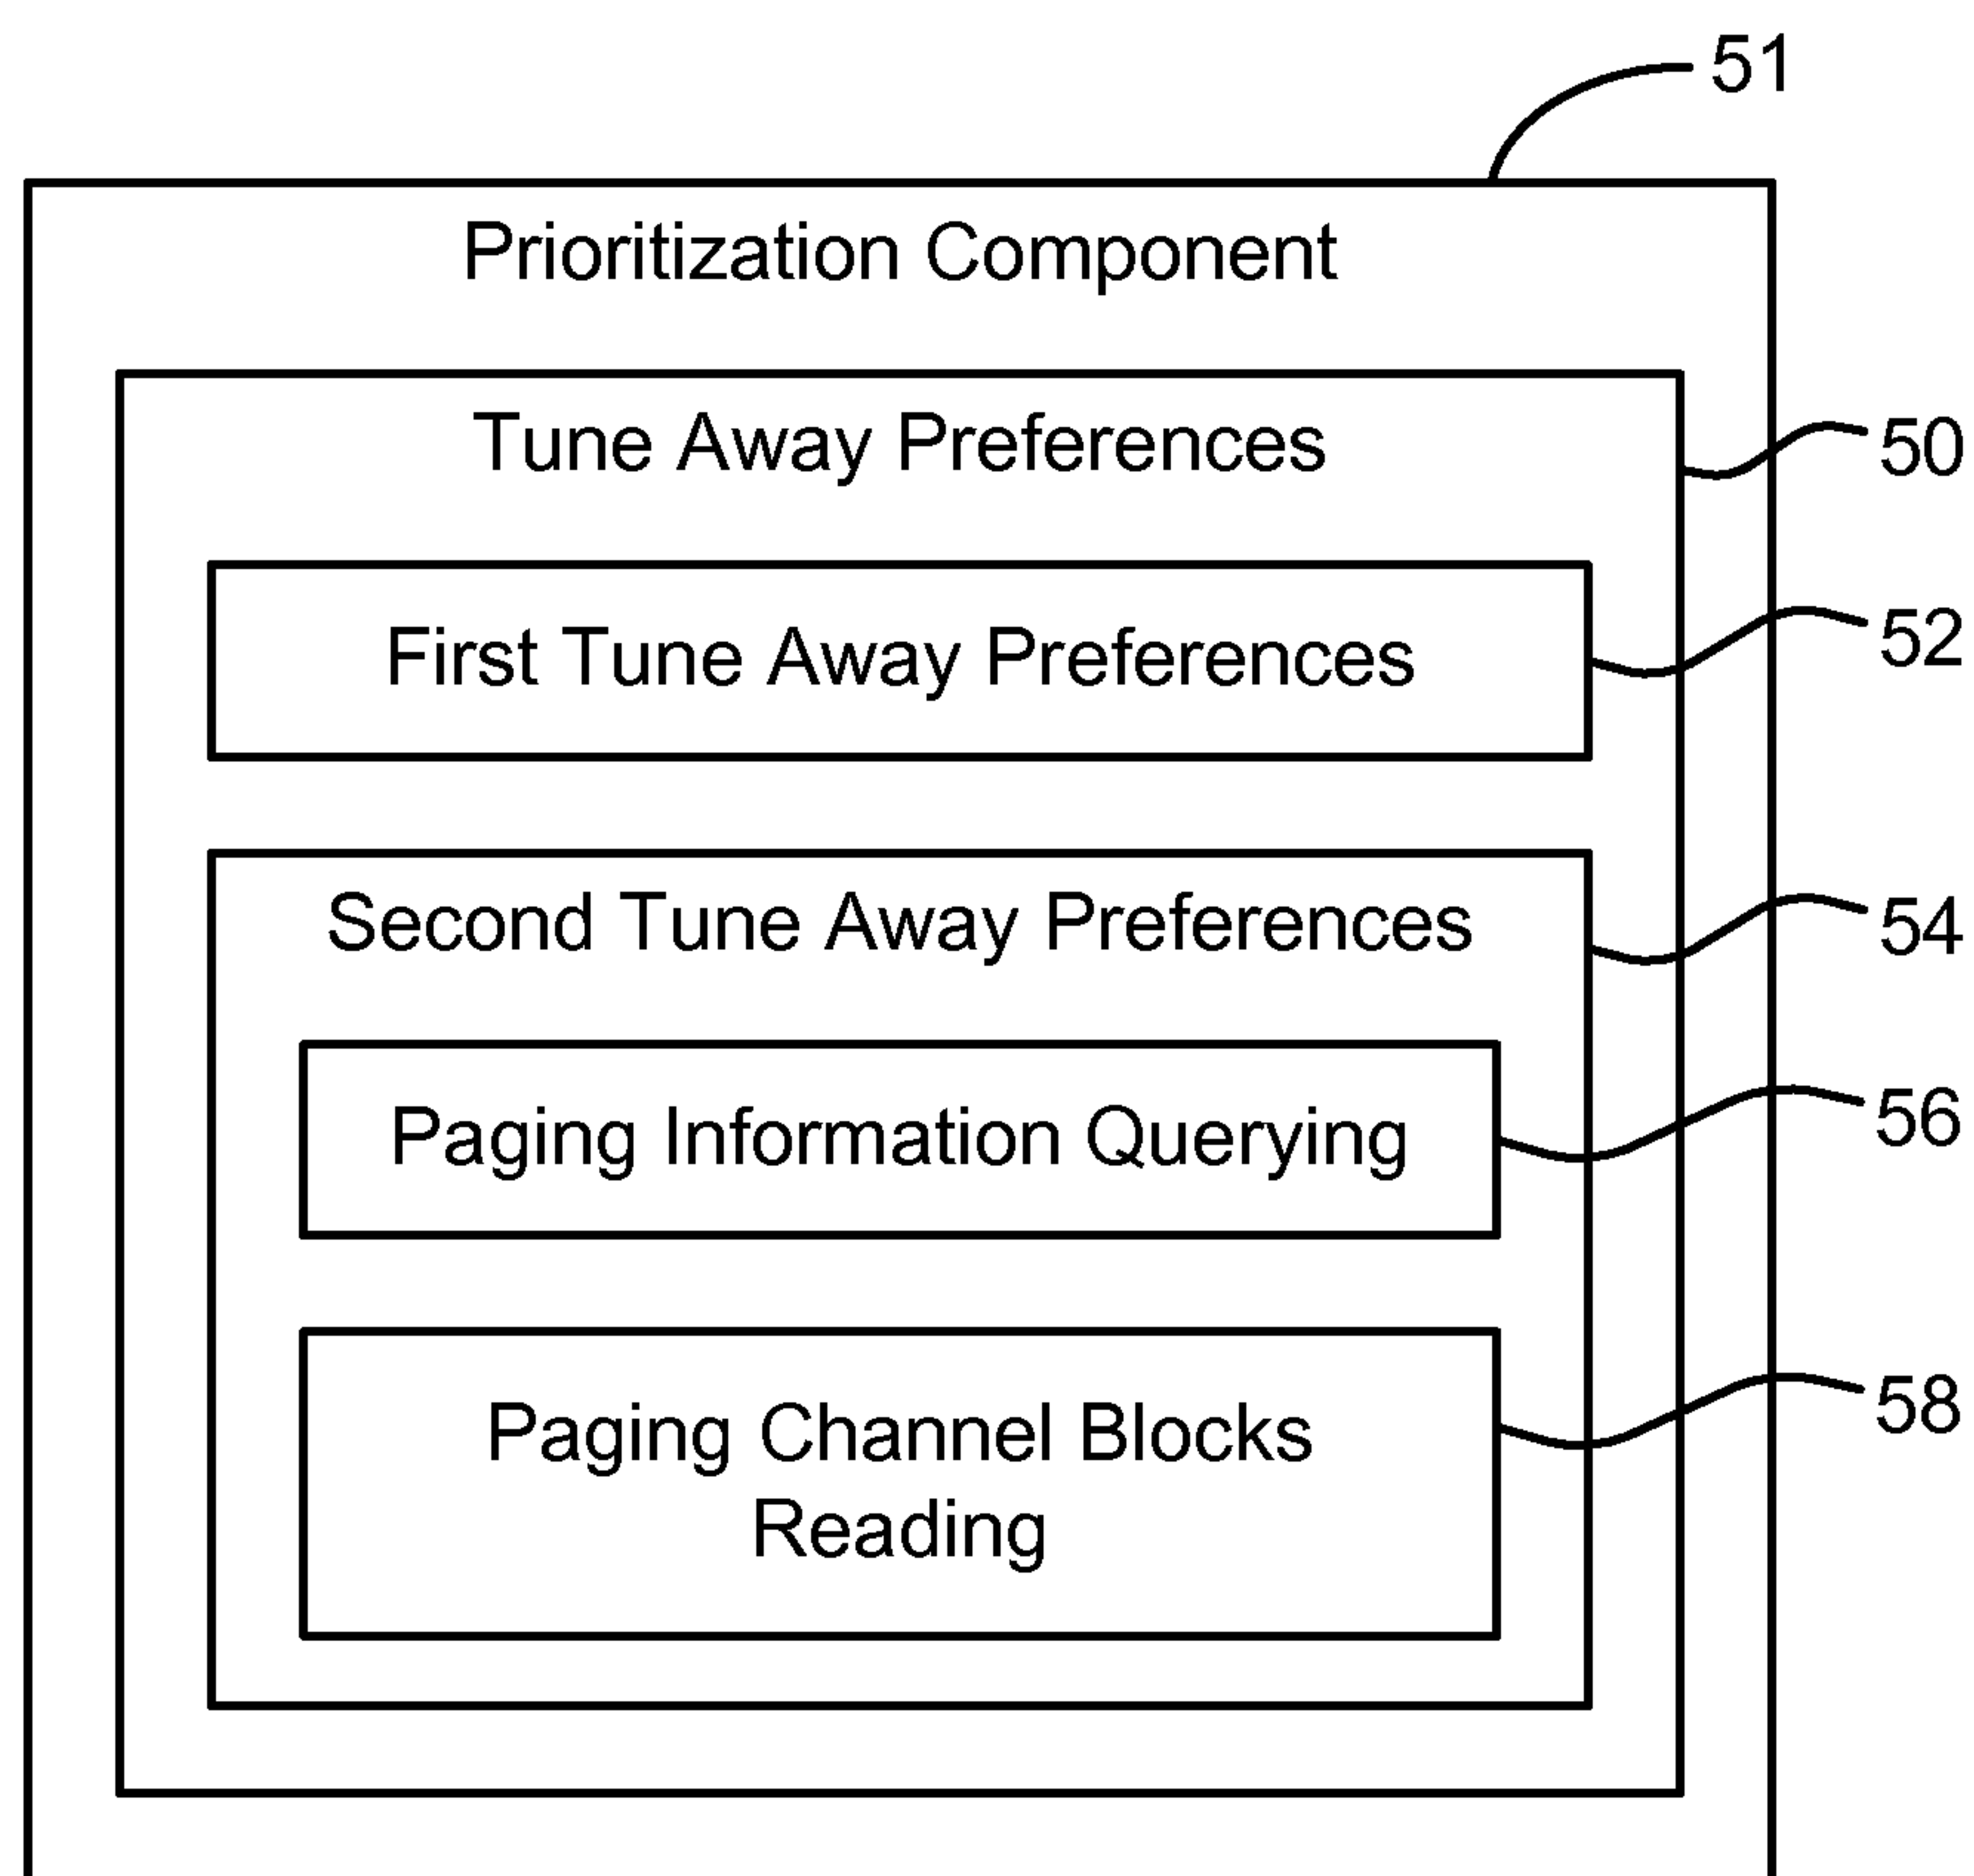 51
Prioritization Component
Tune Away Preferences
50
First Tune Away Preferences
52
Second Tune Away Preferences
54
Paging Information Querying
56
Paging Channel Blocks
Reading
58